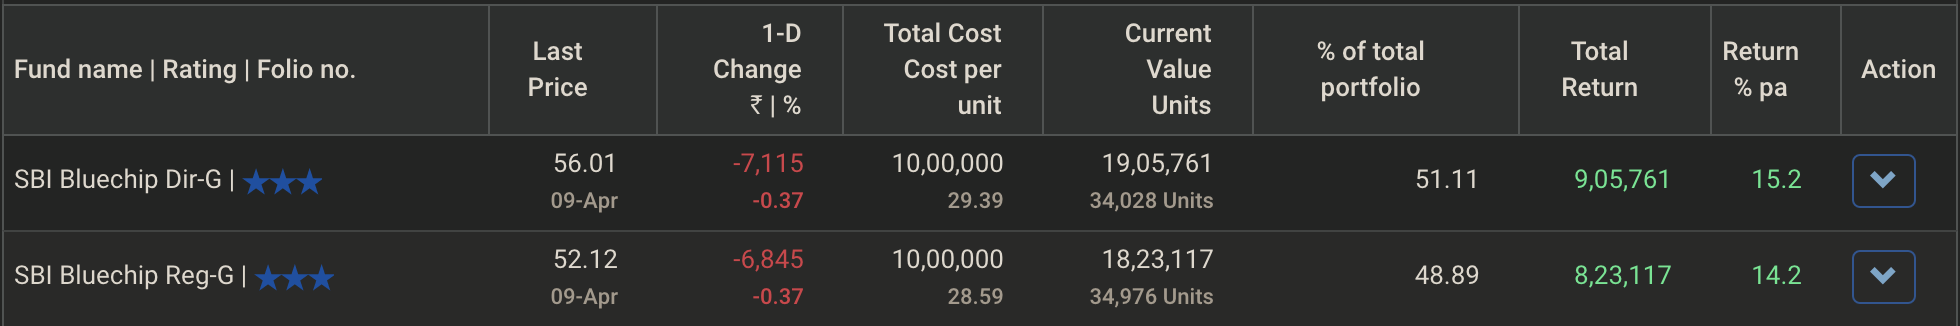 Fund name | Rating | Folio no.
Last
Price
1-D
Change
₹ | %
Total Cost
Cost per
unit
Current
Value
Units
% of total
portfolio
Total
Return
Return
% pa
Action
SBI Bluechip Dir-G |
56.01
09-Apr
-7,115
-0.37
10,00,000
29.39
19,05,761
34,028 Units
51.11
9,05,761
15.2
SBI Bluechip Reg-G |
52.12
09-Apr
-6,845
-0.37
10,00,000
28.59
18,23,117
34,976 Units
48.89
8,23,117
14.2